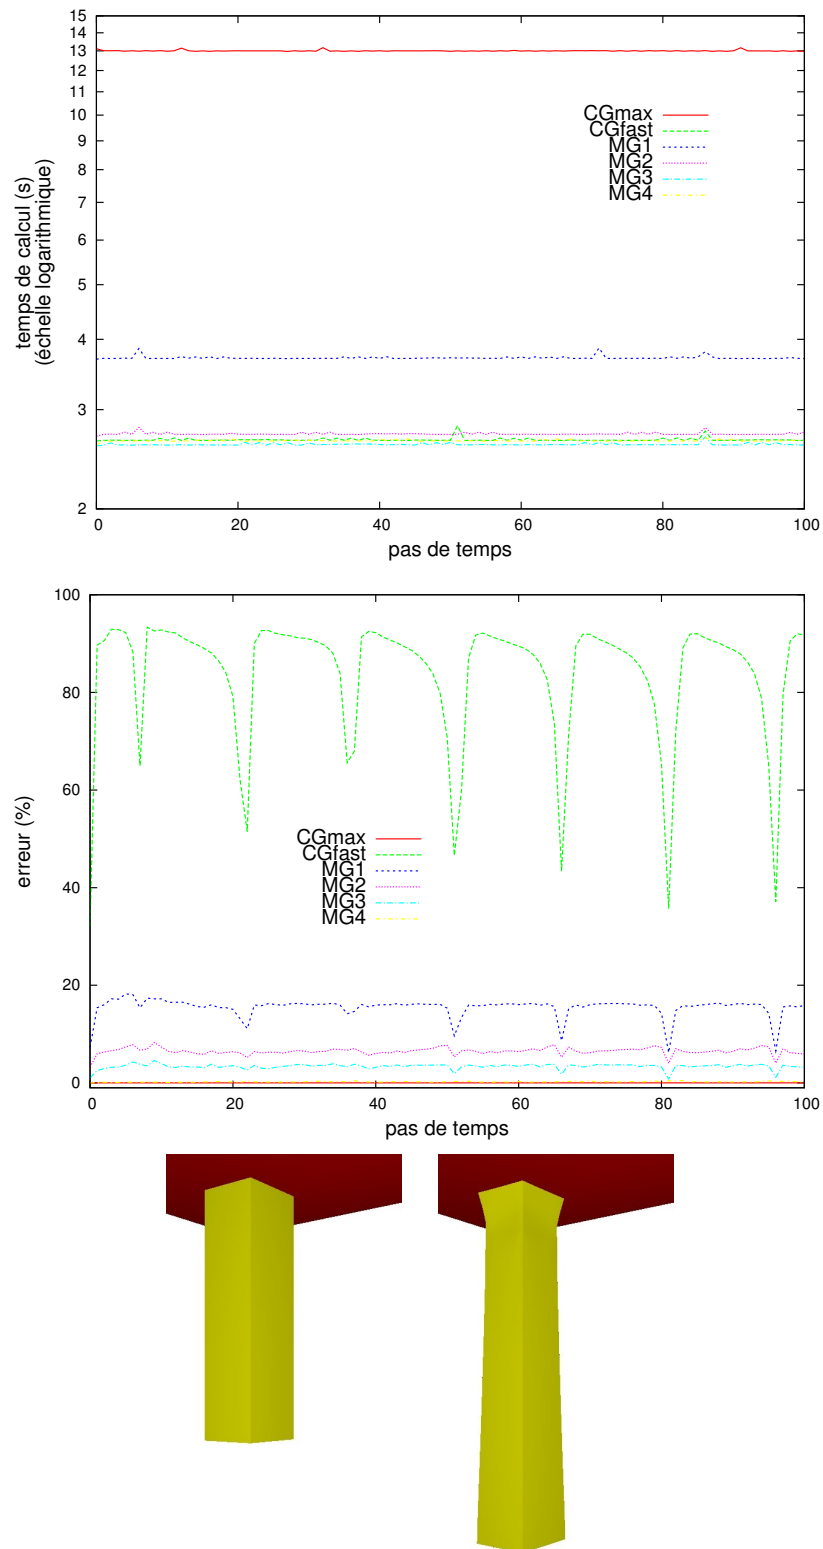 15
13
12
11
10
9
8
7
6
5
4
3
2
temps de calcul (s)
(échelle logarithmique)
CGmax
CGfast
MG1
MG2
MG3
MG4
0 20 40 60 80 100
pas de temps
100
80
60
40
20
0
erreur (%)
CGmax
CGfast
MG1
MG2
MG3
MG4
0 20 40 60 80 100
pas de temps